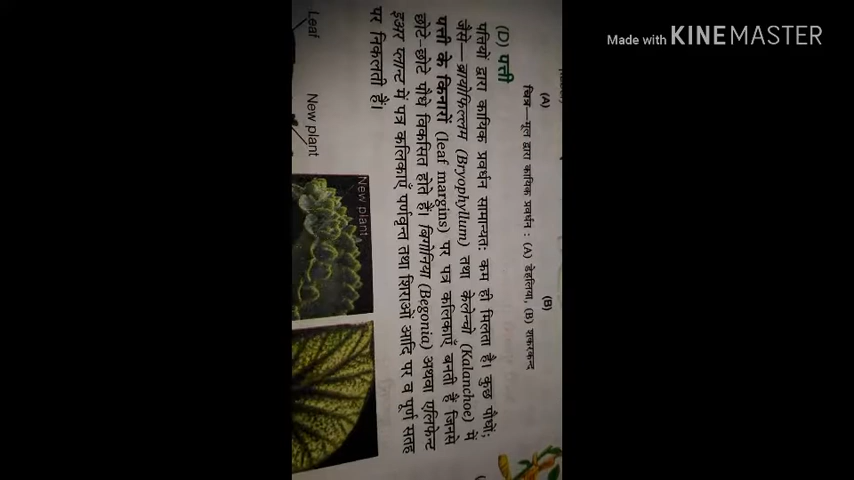 Made with KINEMASTER
(A) (B)
चित्र—मूल द्वारा कायिक प्रवर्धन : (A) डेहलिया, (B) शकरकन्द
(D) पत्ती
पत्तियों द्वारा कायिक प्रवर्धन सामान्यतः कम ही मिलता है। कुछ पौधों;
जैसे—ब्रायोफिल्लम (Bryophyllum) तथा केलेन्चो (Kalanchoe) में
पत्ती के किनारों (leaf margins) पर पत्र कलिकाएँ बनती हैं जिनसे
छोटे-छोटे पौधे विकसित होते हैं। बिगोनिया (Begonia) अथवा एलिफेन्ट
इअर प्लान्ट में पत्र कलिकाएँ पर्णवृन्त तथा शिराओं आदि पर व पूर्ण सतह
पर निकलती हैं।
New plant
Leaf New plant